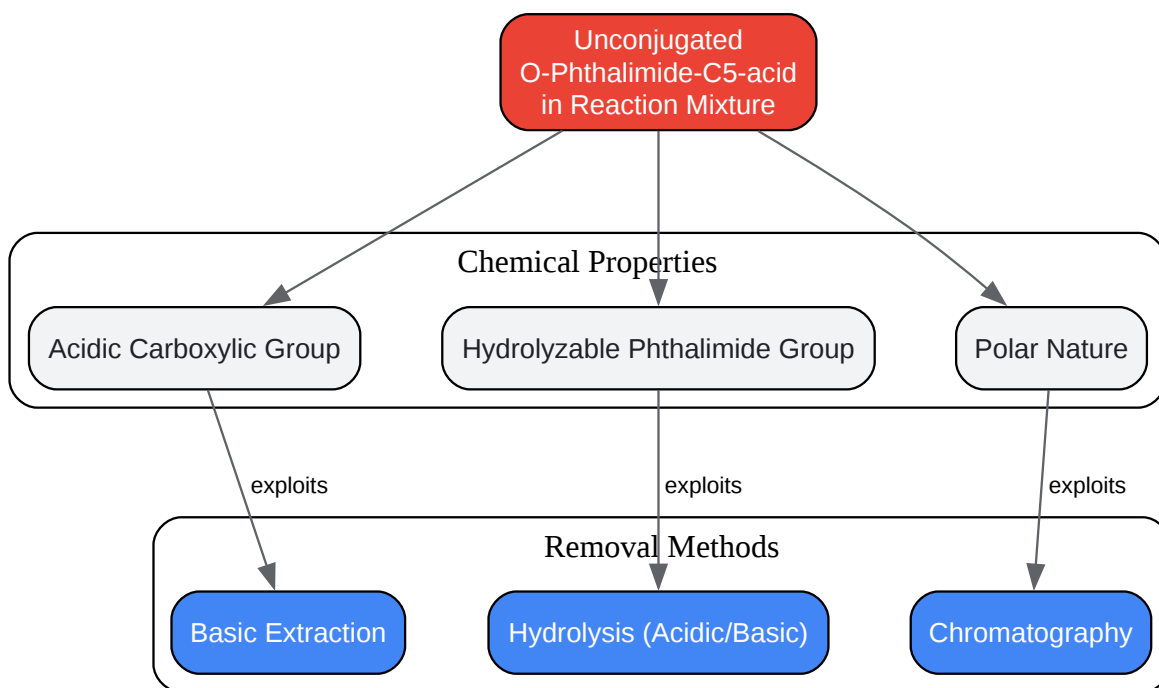 Unconjugated
O-Phthalimide-C5-acid
in Reaction Mixture
Chemical Properties
Acidic Carboxylic Group
Hydrolyzable Phthalimide Group
Polar Nature
exploits
exploits
exploits
Removal Methods
Basic Extraction
Hydrolysis (Acidic/Basic)
Chromatography